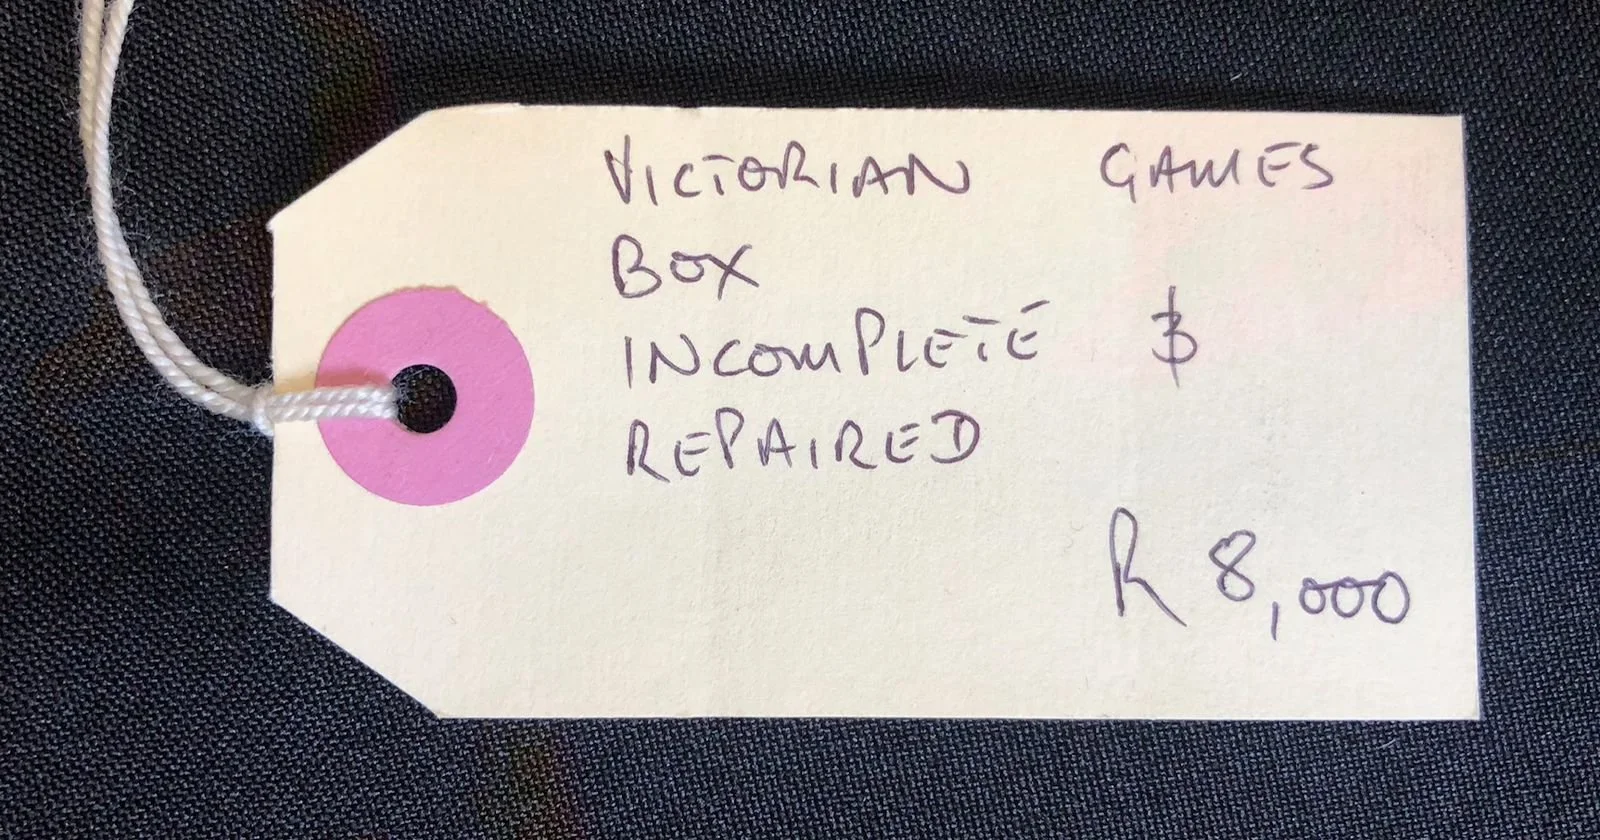 VICTORIAN GAMES
BOX
INCOMPLETE &
REPAIRED
R 8,000